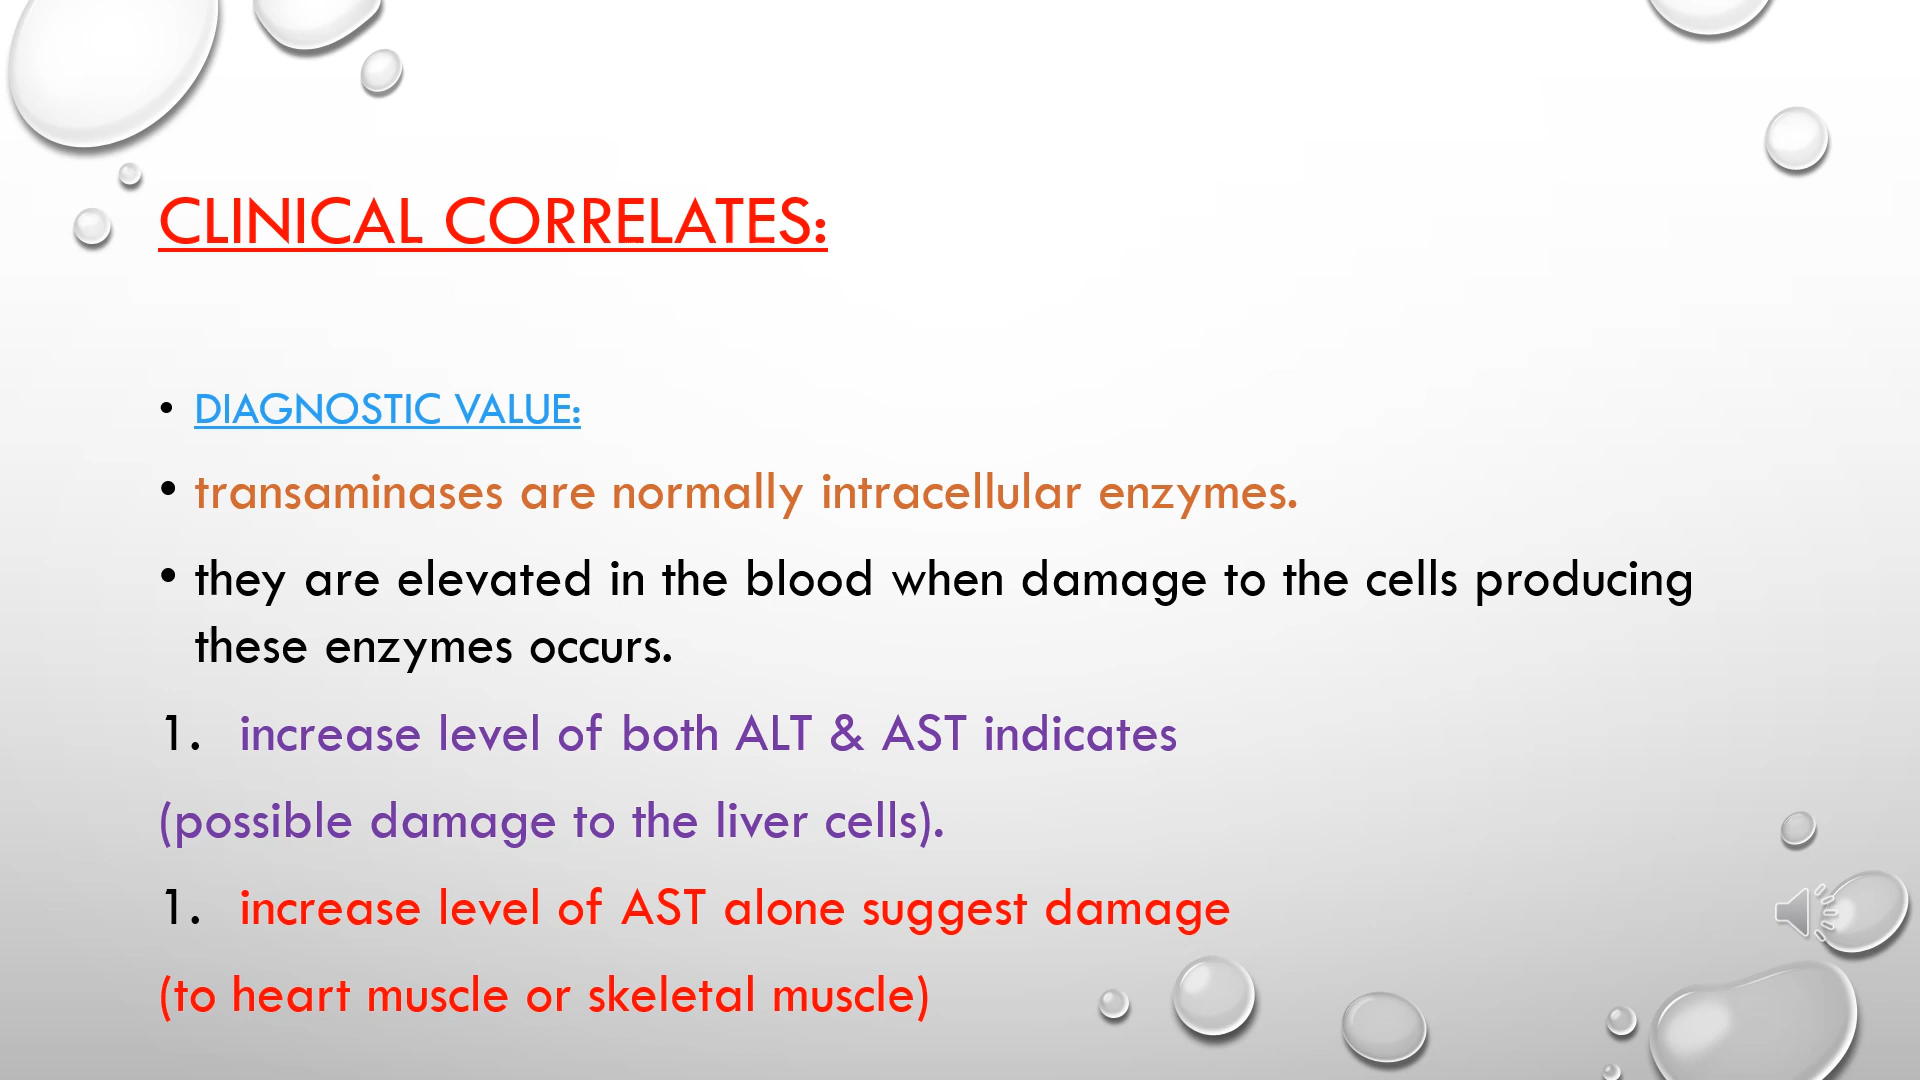 CLINICAL CORRELATES:
• DIAGNOSTIC VALUE:
• transaminases are normally intracellular enzymes.
• they are elevated in the blood when damage to the cells producing
these enzymes occurs.
1. increase level of both ALT & AST indicates
(possible damage to the liver cells).
1. increase level of AST alone suggest damage
(to heart muscle or skeletal muscle)